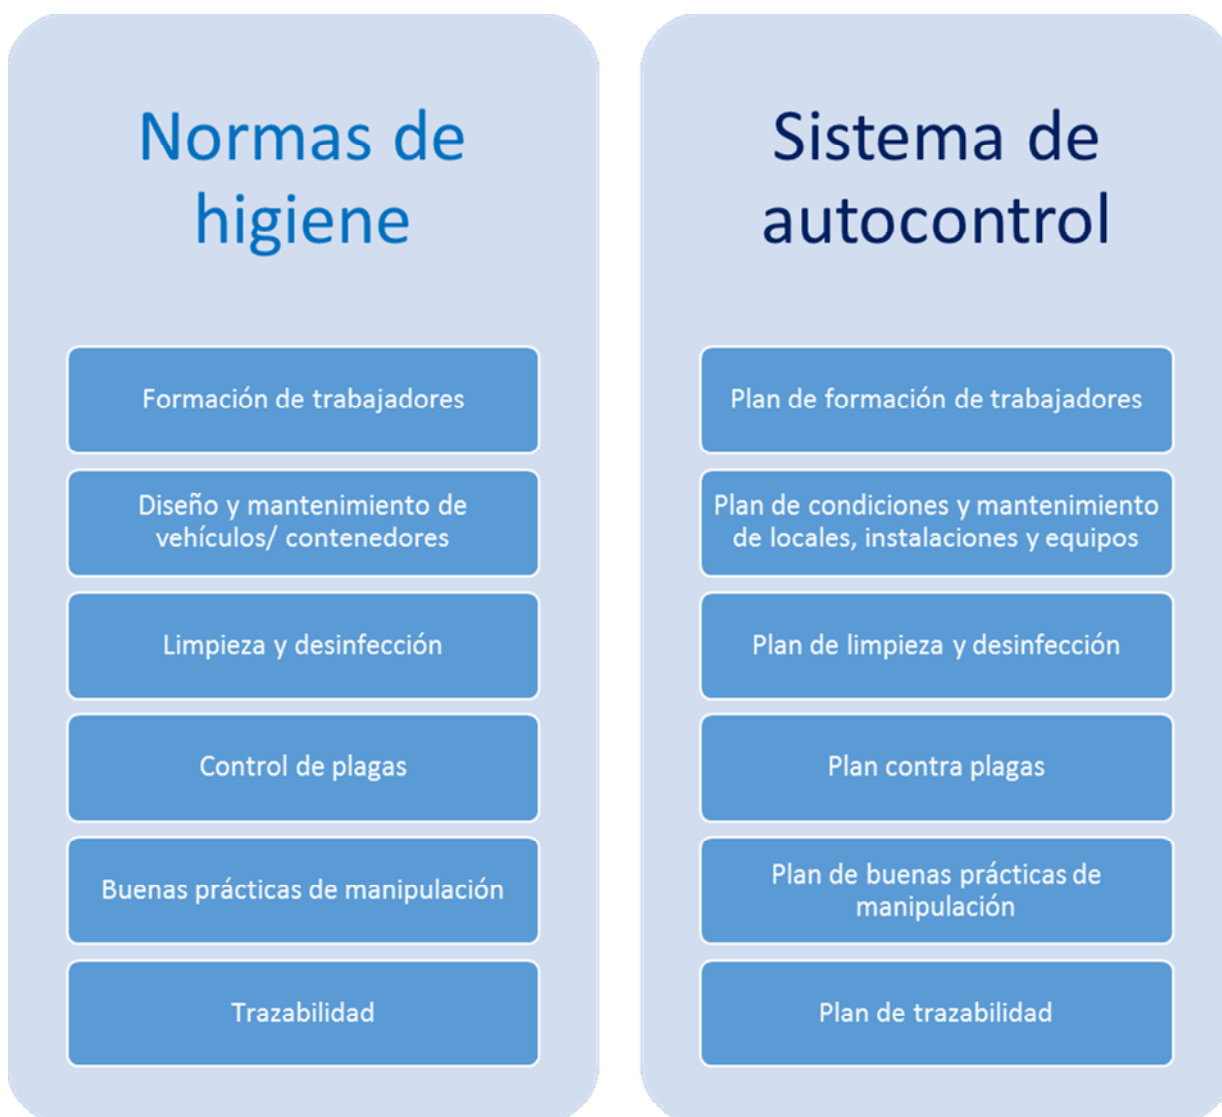 Normas de
higiene
Formación de trabajadores
Diseño y mantenimiento de
vehículos/ contenedores
Limpieza y desinfección
Control de plagas
Buenas prácticas de manipulación
Trazabilidad
Sistema de
autocontrol
Plan de formación de trabajadores
Plan de condiciones y mantenimiento
de locales, instalaciones y equipos
Plan de limpieza y desinfección
Plan contra plagas
Plan de buenas prácticas de
manipulación
Plan de trazabilidad